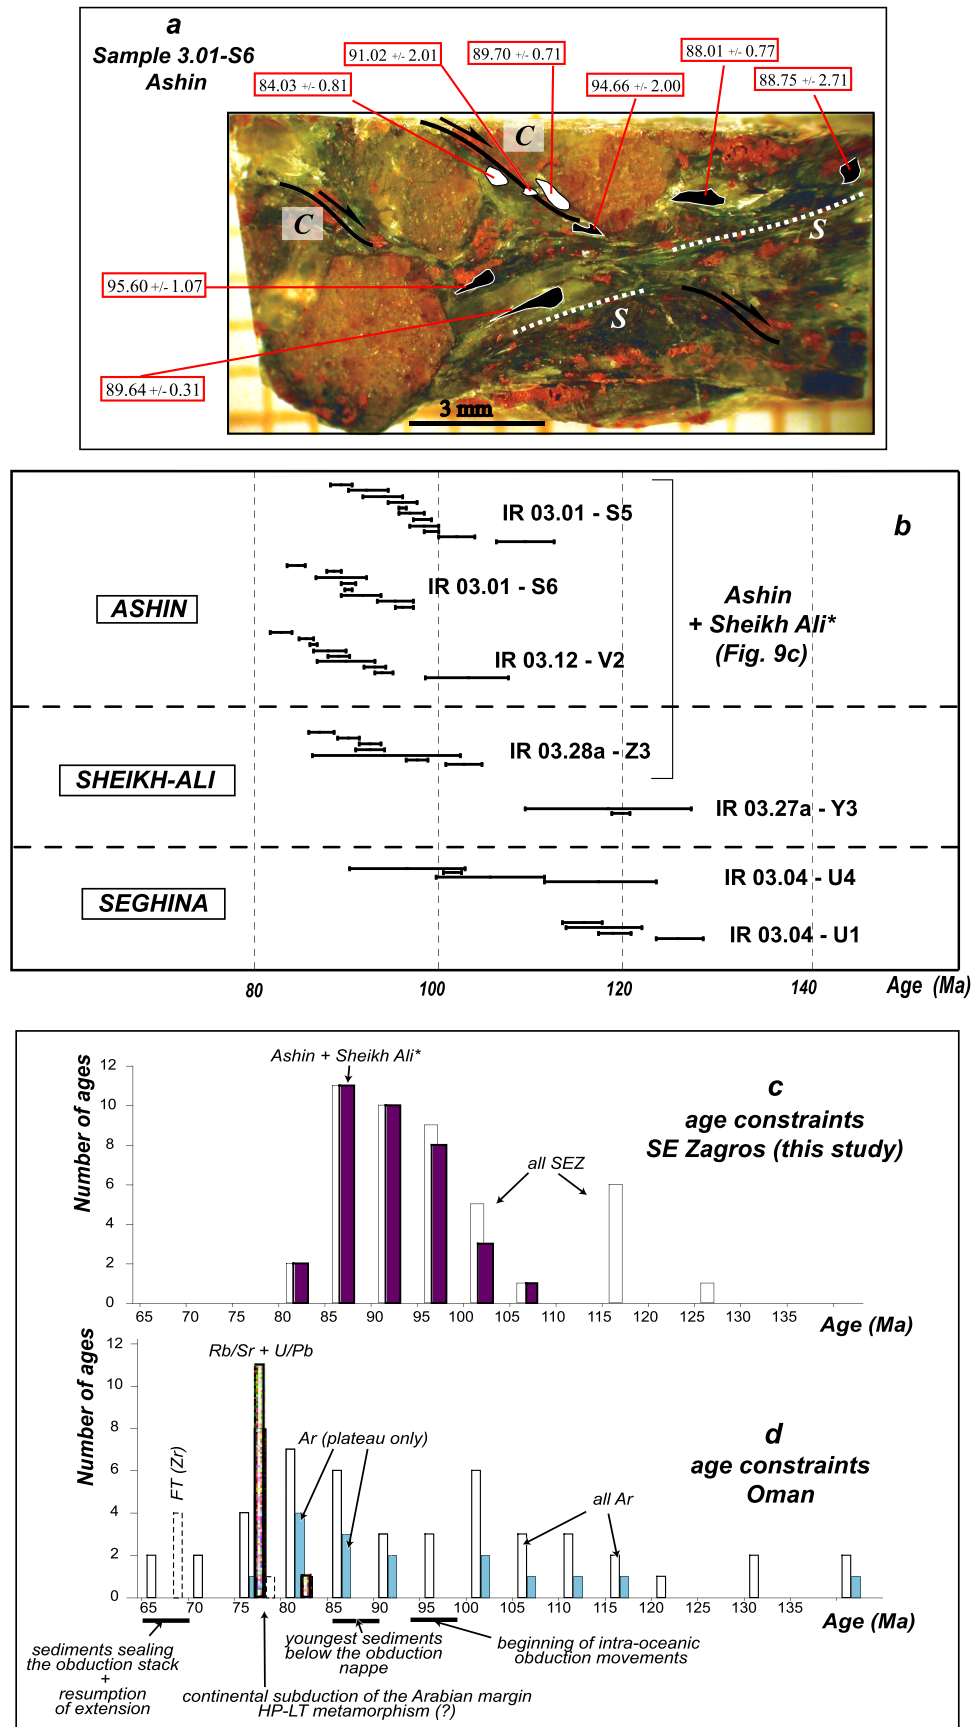 a
Sample 3.01-S6
Ashin
91.02 +/- 2.01
89.70 +/- 0.71
88.01 +/- 0.77
84.03 +/- 0.81
94.66 +/- 2.00
88.75 +/- 2.71
C
C
S
S
95.60 +/- 1.07
89.64 +/- 0.31
3 mm
b
IR 03.01 - S5
IR 03.01 - S6
ASHIN
Ashin
+ Sheikh Ali*
(Fig. 9c)
IR 03.12 - V2
IR 03.28a - Z3
SHEIKH-ALI
IR 03.27a - Y3
IR 03.04 - U4
SEGHINA
IR 03.04 - U1
80 100 120 140 Age (Ma)
Ashin + Sheikh Ali*
c
age constraints
SE Zagros (this study)
all SEZ
Number of ages
12
10
8
6
4
2
0
65 70 75 80 85 90 95 100 105 110 115 120 125 130 135
Age (Ma)
Rb/Sr + U/Pb
Ar (plateau only)
d
age constraints
Oman
FT (Zr)
all Ar
Number of ages
12
10
8
6
4
2
0
65 70 75 80 85 90 95 100 105 110 115 120 125 130 135
Age (Ma)
sediments sealing
the obduction stack
+
resumption
of extension
youngest sediments
below the obduction
nappe
beginning of intra-oceanic
obduction movements
continental subduction of the Arabian margin
HP-LT metamorphism (?)